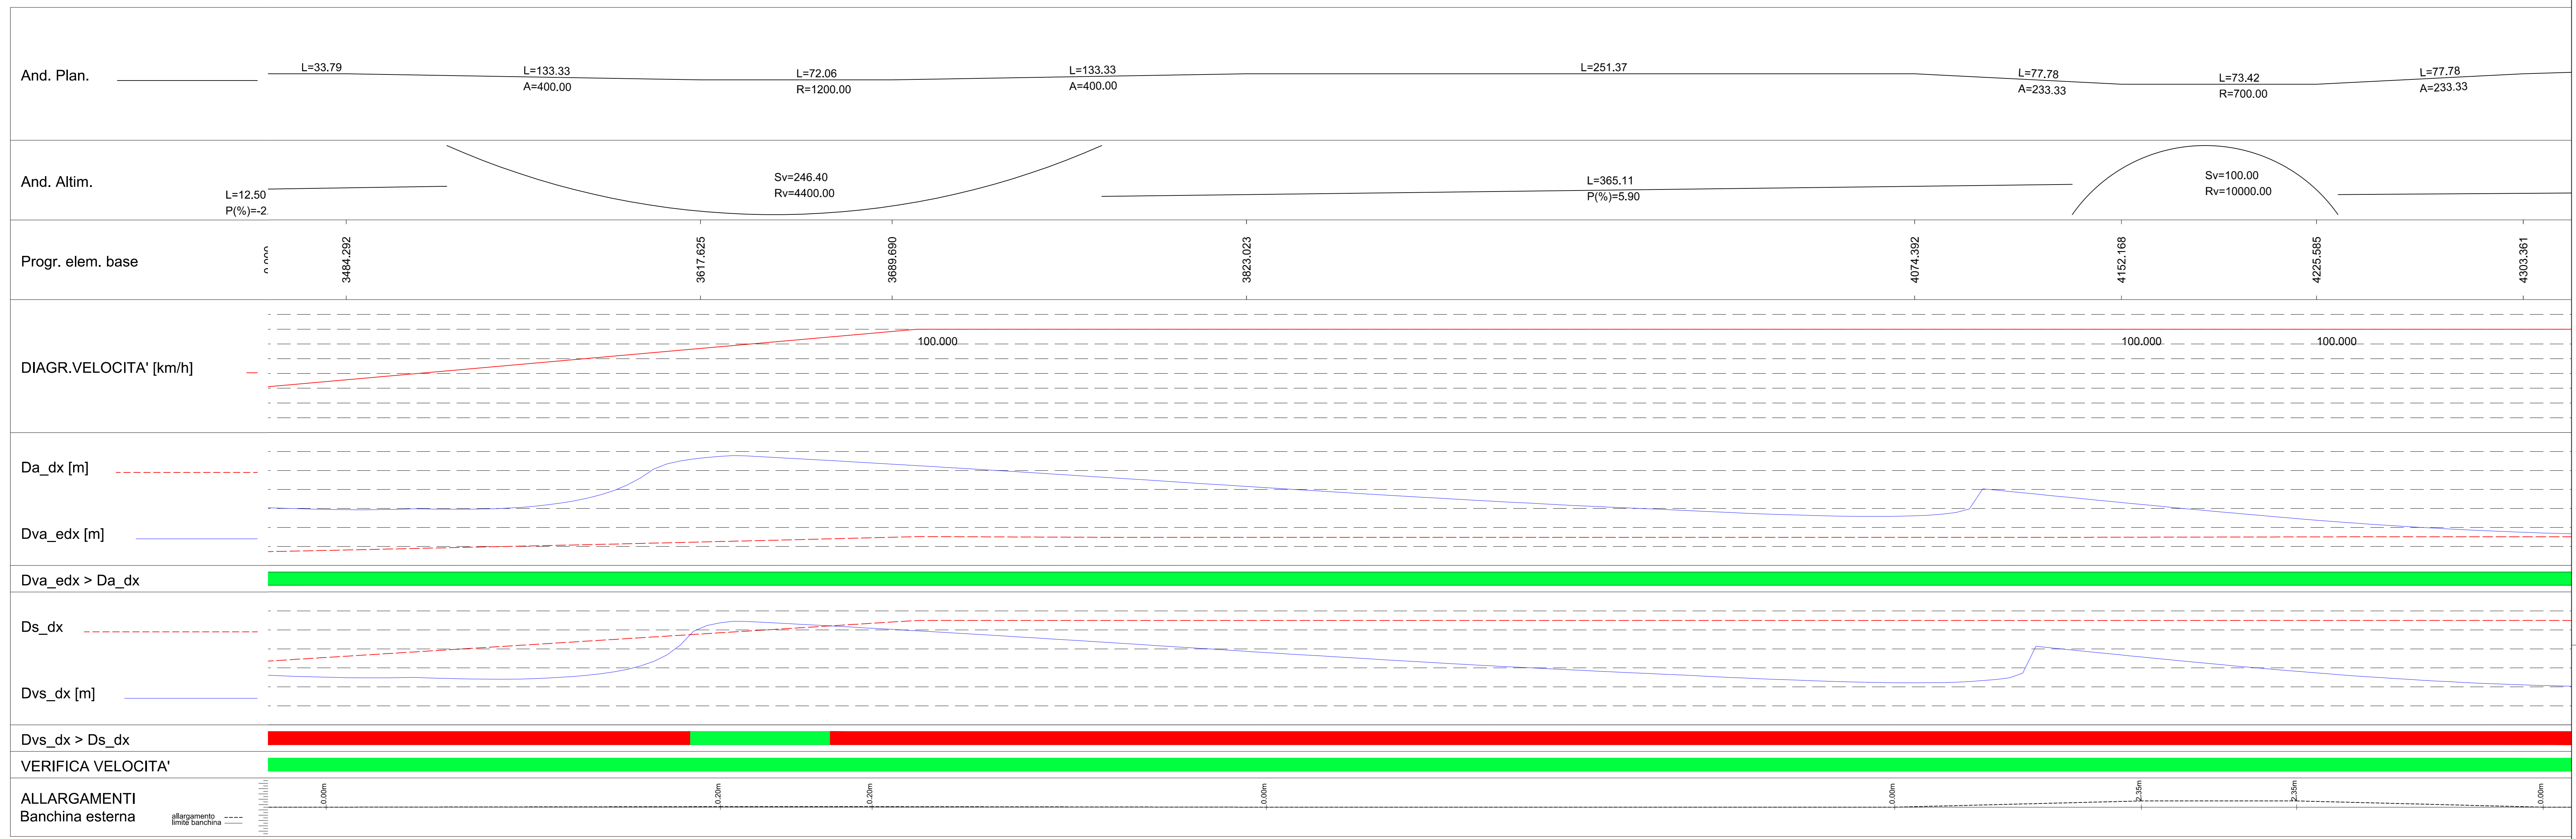 And. Plan.
L=33.79
L=133.33
A=400.00
L=72.06
R=1200.00
L=133.33
A=400.00
L=251.37
L=77.78
A=233.33
L=73.42
R=700.00
L=77.78
A=233.33
And. Altim.
L=12.50
P(%)=-2.
Sv=246.40
Rv=4400.00
L=365.11
P(%)=5.90
Sv=100.00
Rv=10000.00
Progr. elem. base
3484.292
3617.625
3689.690
3823.023
4074.392
4152.168
4225.585
4303.361
DIAGR.VELOCITA' [km/h]
100.000
100.000
100.000
Da_dx [m]
Dva_edx [m]
Dva_edx > Da_dx
Ds_dx
Dvs_dx [m]
Dvs_dx > Ds_dx
VERIFICA VELOCITA'
ALLARGAMENTI
Banchina esterna
allargamento
limite banchina
0.00m
0.20m
0.20m
0.00m
0.00m
2.35m
2.35m
0.00m